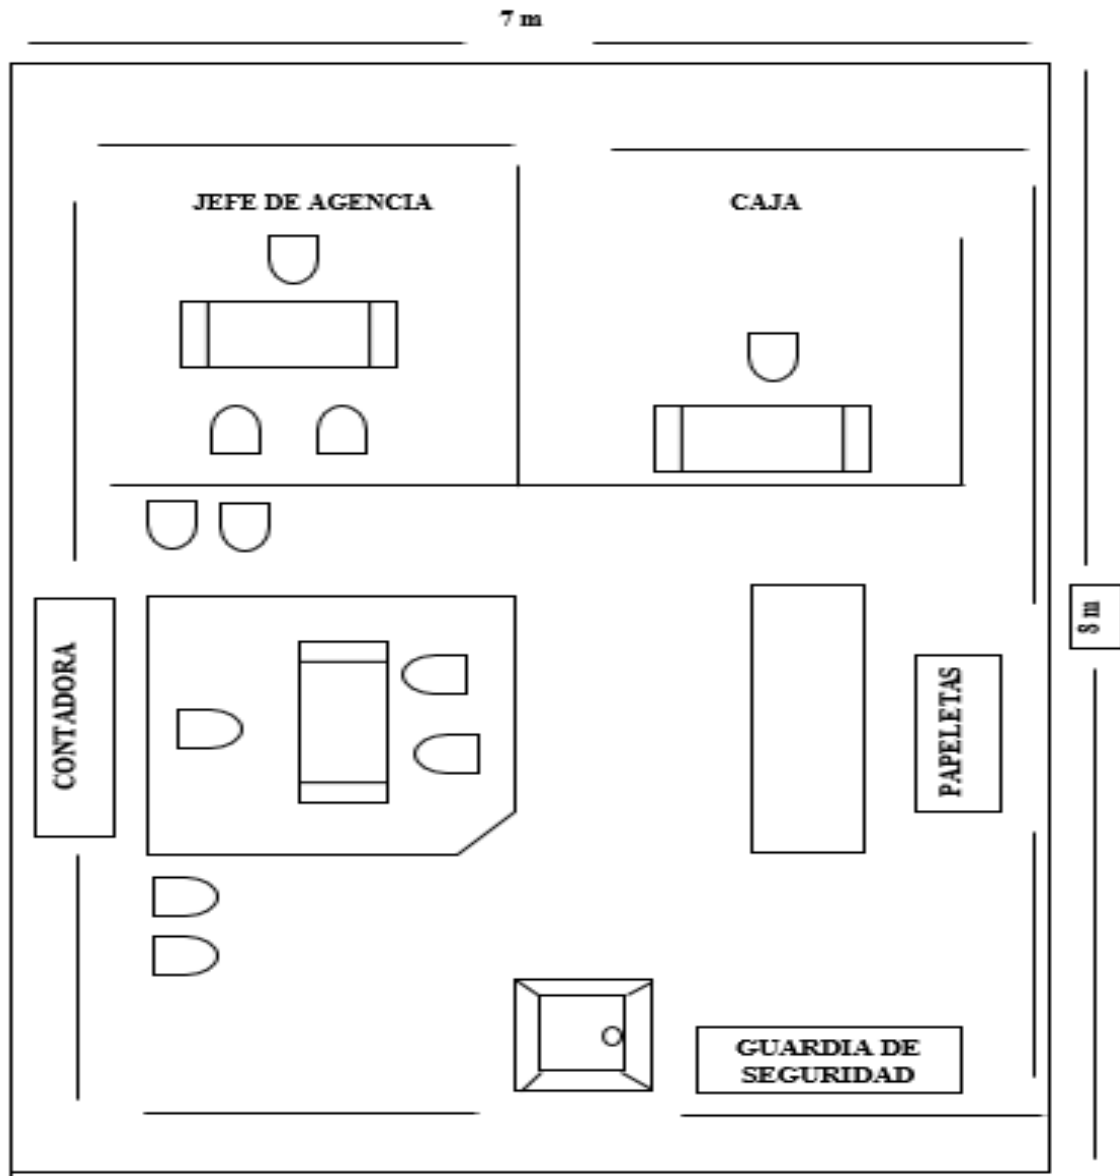 7 m
JEFE DE AGENCIA
CAJA
8 m
CONTADORA
PAPELETAS
GUARDIA DE
SEGURIDAD